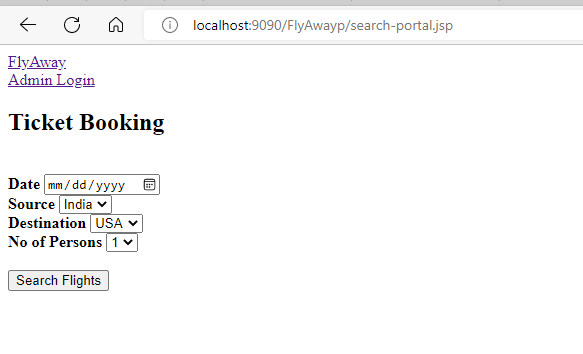 localhost:9090/FlyAwayp/search-portal.jsp
FlyAway
Admin Login
Ticket Booking
Date mm/dd/yyyy
Source India
Destination USA
No of Persons 1
Search Flights